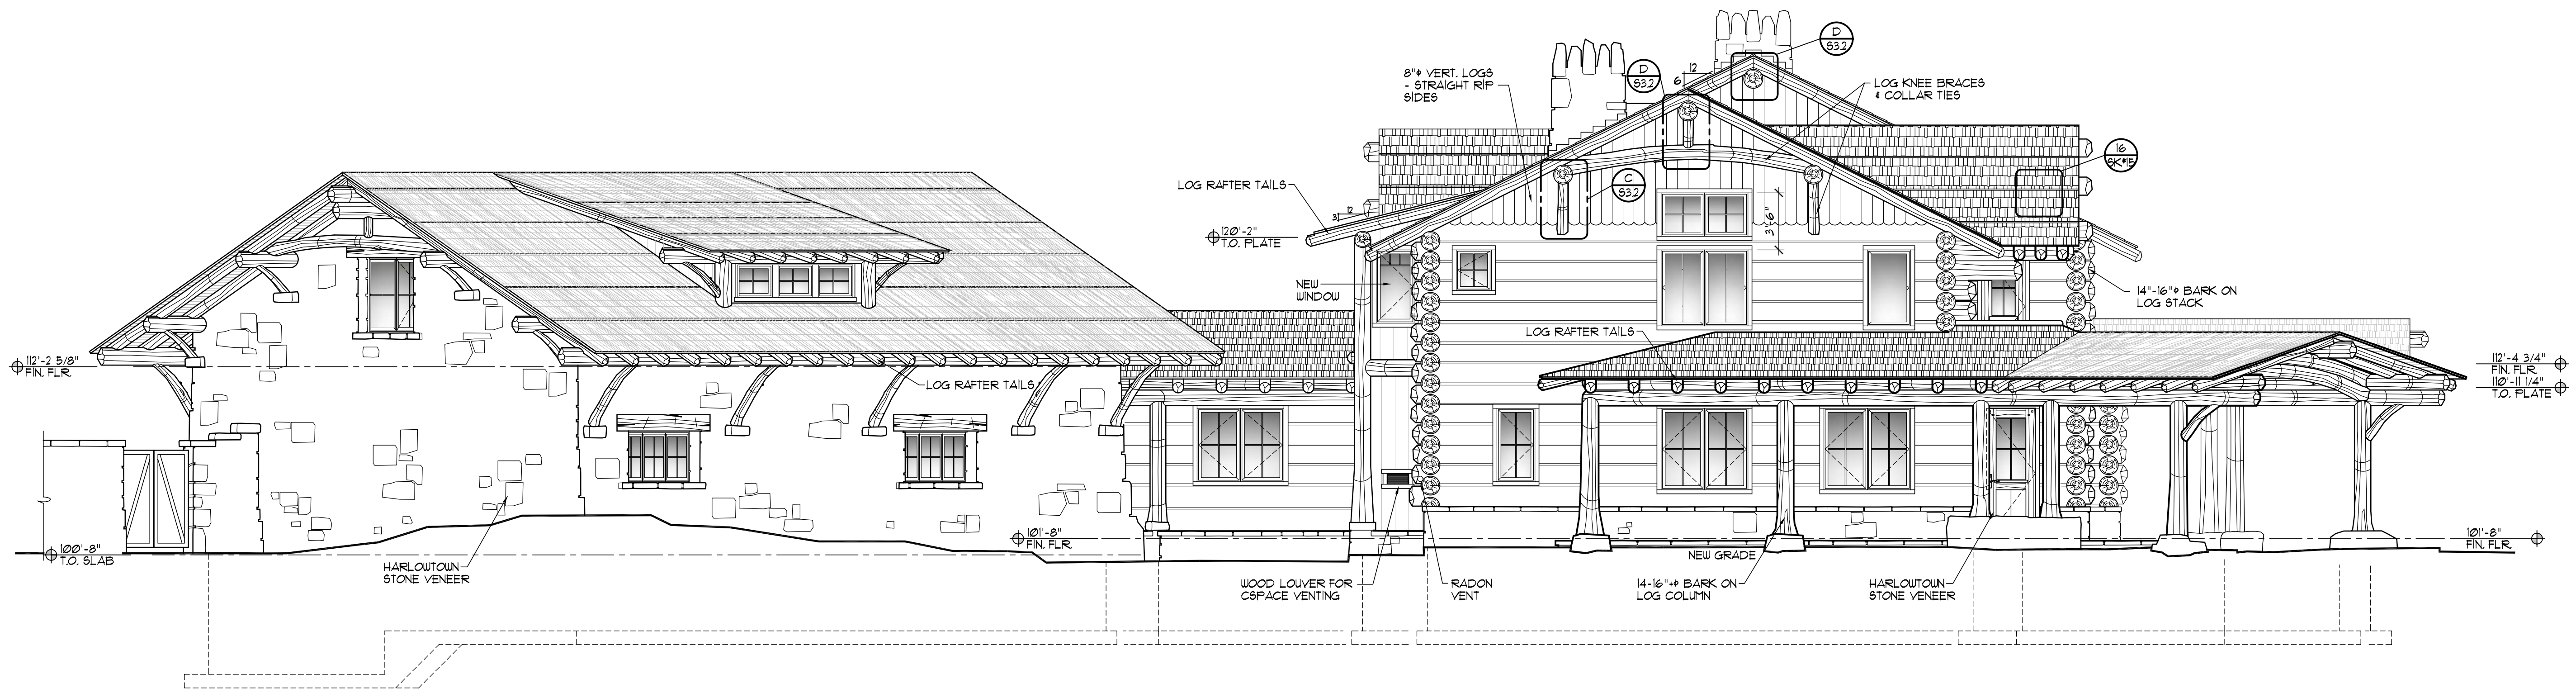 D
S3.2
8"ϕ VERT. LOGS
- STRAIGHT RIP
SIDES
D
S3.2
12
6
LOG KNEE BRACES
& COLLAR TIES
16
SK#15
C
S3.2
LOG RAFTER TAILS
12
3
3'-6"
120'-2"
T.O. PLATE
NEW
WINDOW
14"-16"ϕ BARK ON
LOG STACK
LOG RAFTER TAILS
112'-2 5/8"
FIN. FLR.
LOG RAFTER TAILS
112'-4 3/4"
FIN. FLR.
110'-11 1/4"
T.O. PLATE
101'-8"
FIN. FLR.
101'-8"
FIN. FLR.
100'-8"
T.O. SLAB
NEW GRADE
HARLOWTOWN
STONE VENEER
WOOD LOUVER FOR
CSPACE VENTING
RADON
VENT
14-16"+ϕ BARK ON
LOG COLUMN
HARLOWTOWN
STONE VENEER